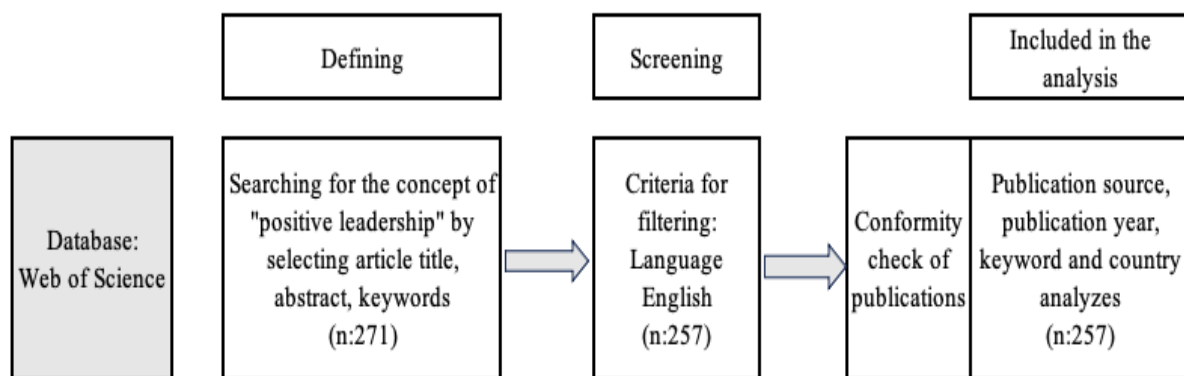 Defining
Screening
Included in the
analysis
Database:
Web of Science
Searching for the concept of
"positive leadership" by
selecting article title,
abstract, keywords
(n:271)
Criteria for
filtering:
Language
English
(n:257)
Conformity
check of
publications
Publication source,
publication year,
keyword and country
analyzes
(n:257)